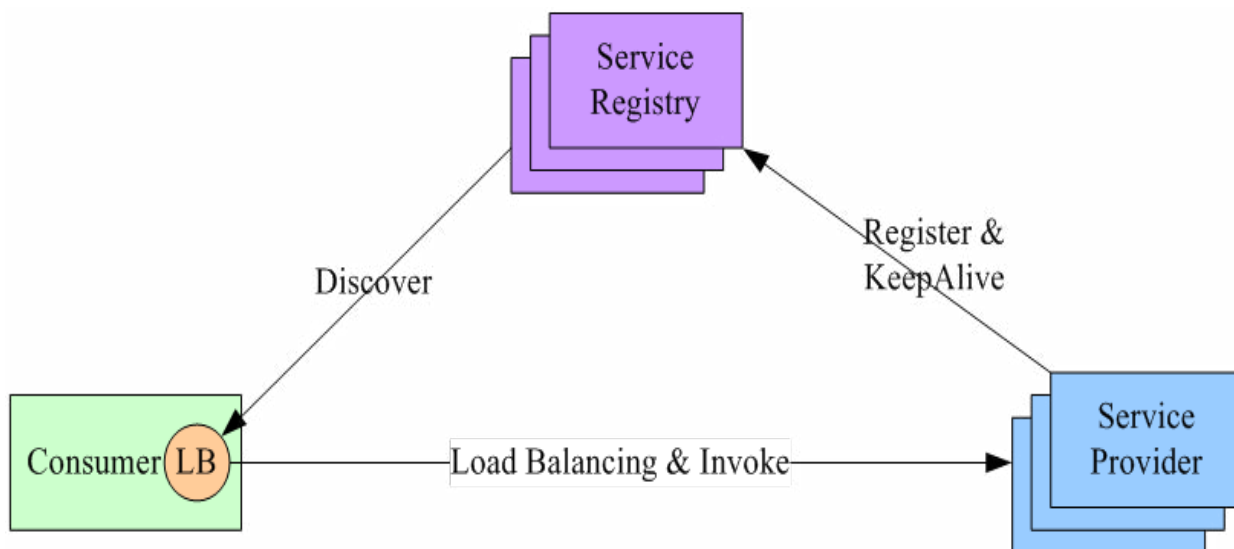 Service
Registry
Register &
KeepAlive
Discover
Consumer LB
Load Balancing & Invoke
Service
Provider